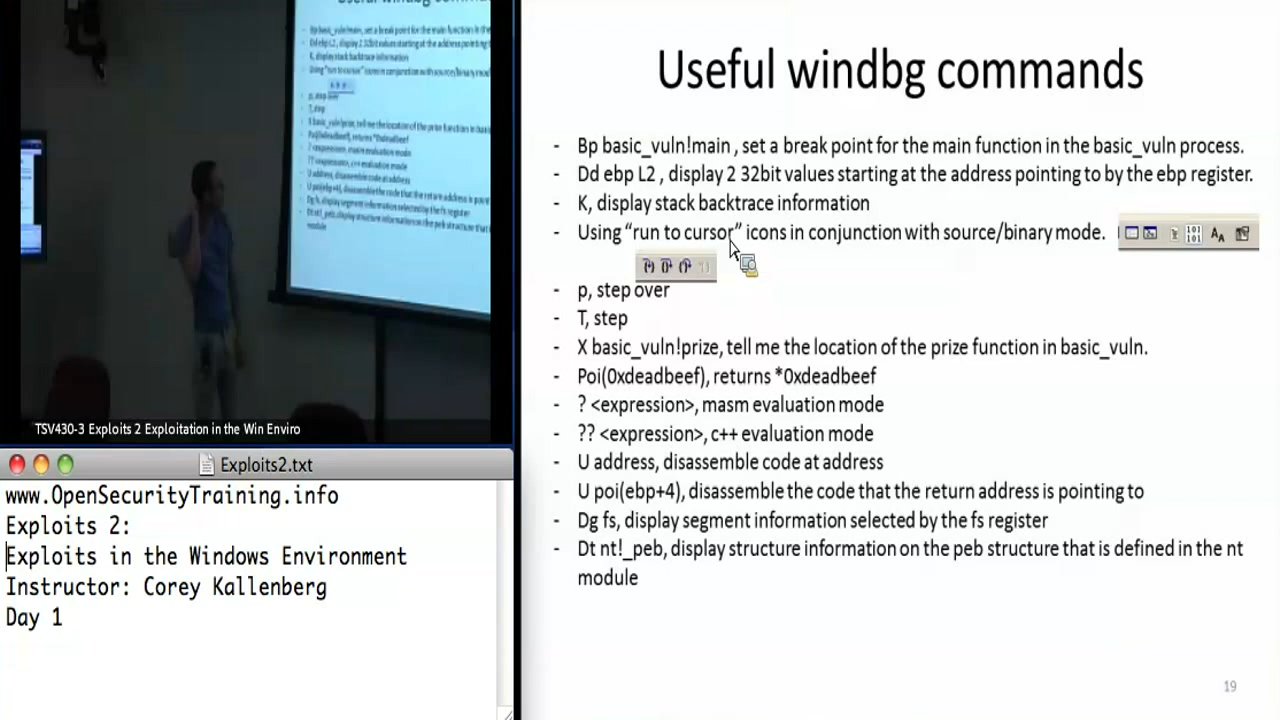 Useful windbg commands
- Bp basic_vuln!main , set a break point for the main function in the basic_vuln process.
- Dd ebp L2 , display 2 32bit values starting at the address pointing to by the ebp register.
- K, display stack backtrace information
- Using “run to cursor” icons in conjunction with source/binary mode.
- p, step over
- T, step
- X basic_vuln!prize, tell me the location of the prize function in basic_vuln.
- Poi(0xdeadbeef), returns *0xdeadbeef
- ? <expression>, masm evaluation mode
- ?? <expression>, c++ evaluation mode
- U address, disassemble code at address
- U poi(ebp+4), disassemble the code that the return address is pointing to
- Dg fs, display segment information selected by the fs register
- Dt nt!_peb, display structure information on the peb structure that is defined in the nt
module
19
TSV430-3 Exploits 2 Exploitation in the Win Enviro
Exploits2.txt
www.OpenSecurityTraining.info
Exploits 2:
Exploits in the Windows Environment
Instructor: Corey Kallenberg
Day 1